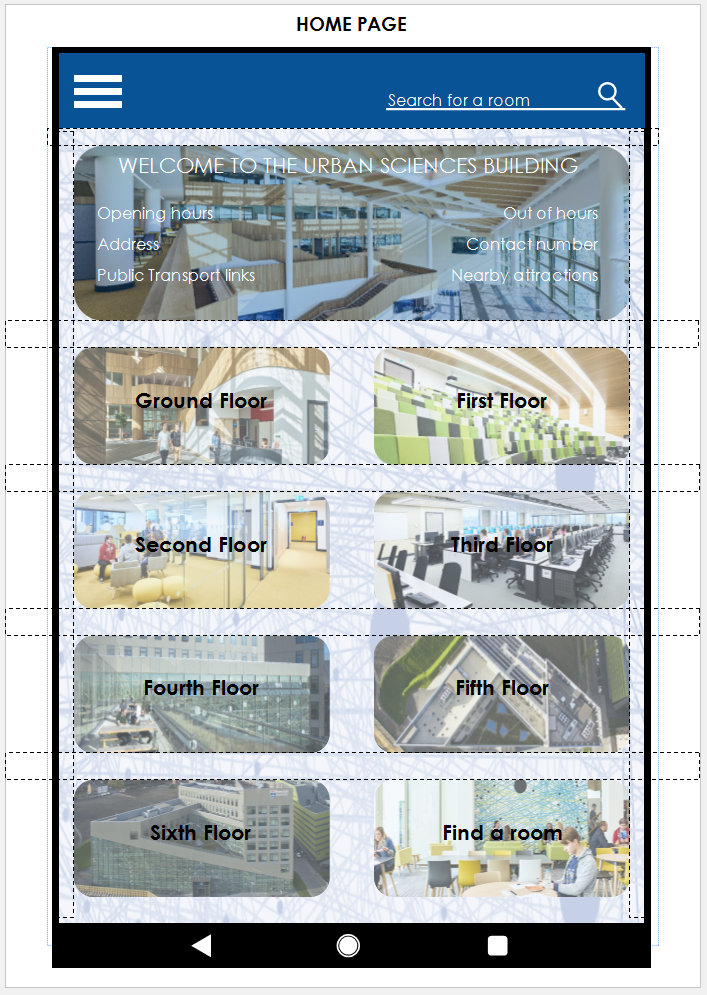 HOME PAGE
Search for a room
WELCOME TO THE URBAN SCIENCES BUILDING
Opening hours
Out of hours
Address
Contact number
Public Transport links
Nearby attractions
Ground Floor
First Floor
Second Floor
Third Floor
Fourth Floor
Fifth Floor
Sixth Floor
Find a room